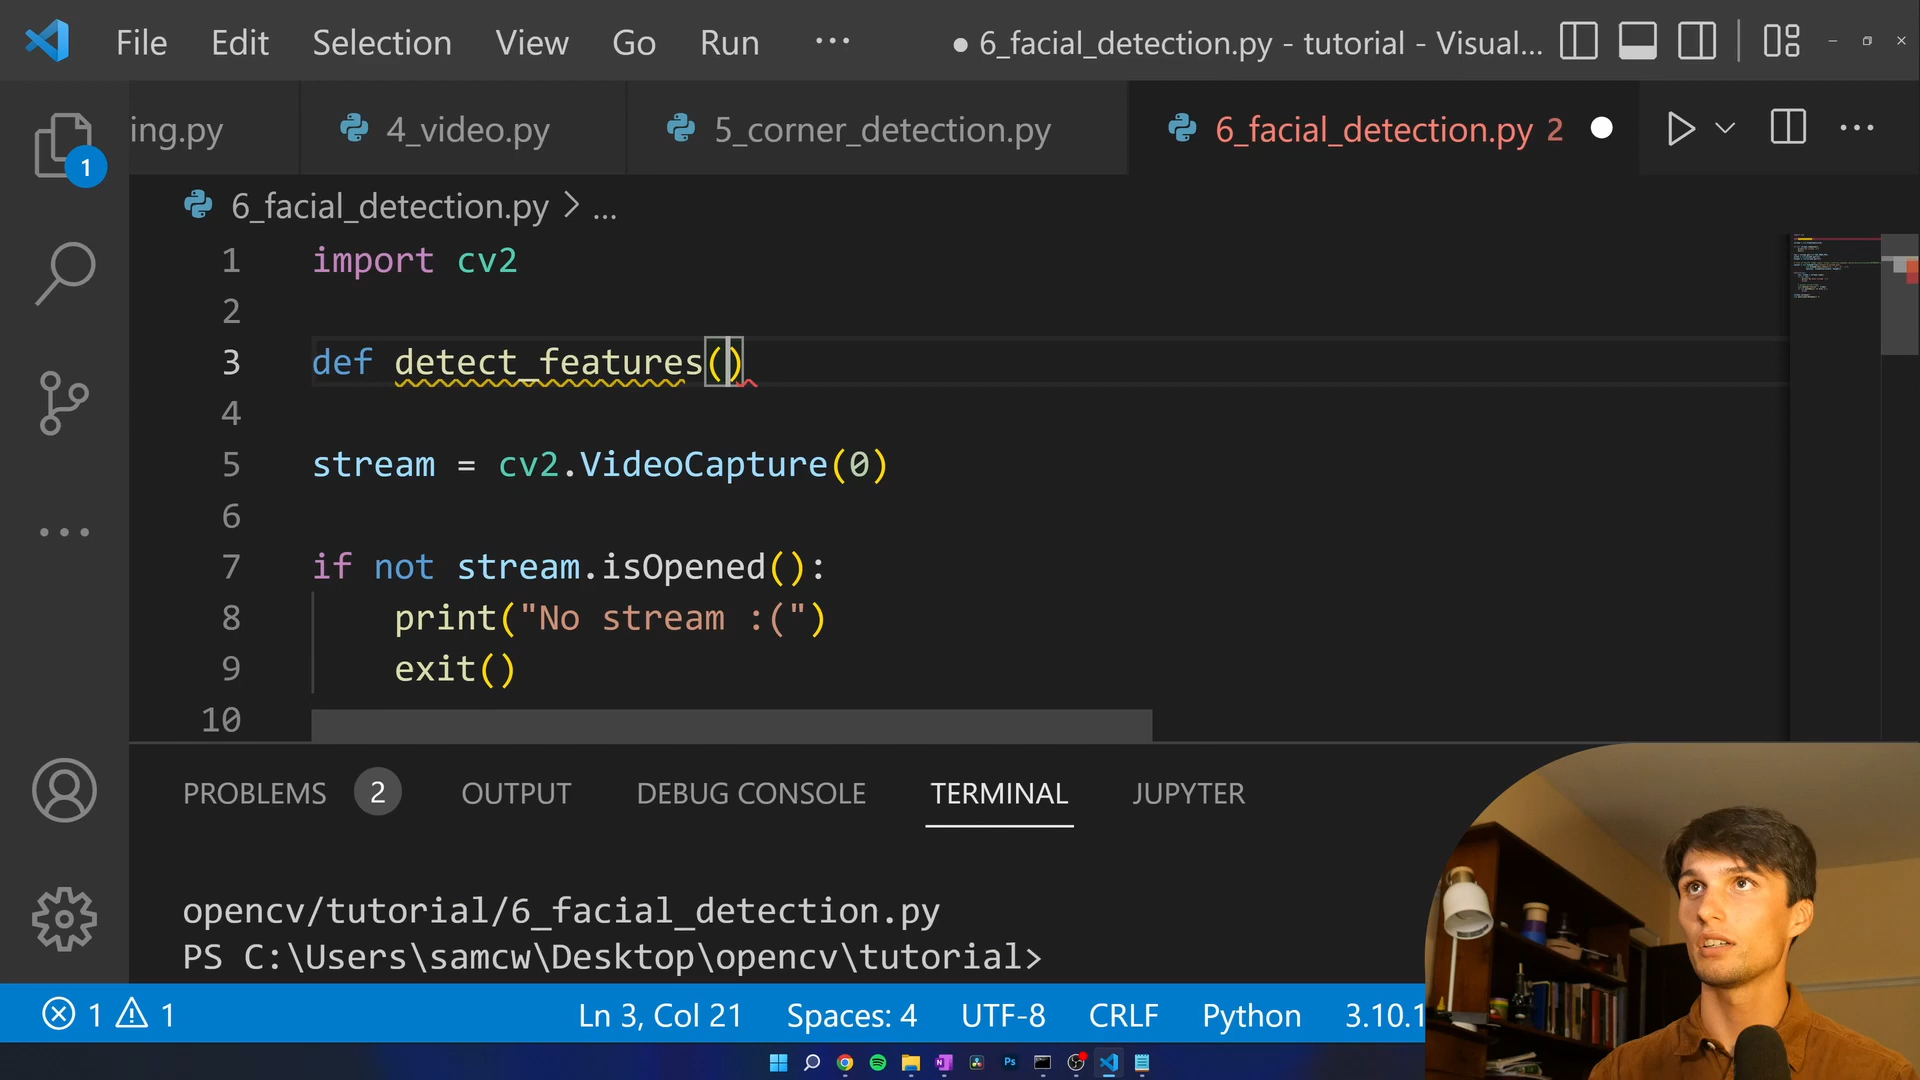 File Edit Selection View Go Run ··· ● 6_facial_detection.py - tutorial - Visual...
ing.py 4_video.py 5_corner_detection.py 6_facial_detection.py 2
1
6_facial_detection.py > ...
1 import cv2
2
3 def detect_features()
4
5 stream = cv2.VideoCapture(0)
6
7 if not stream.isOpened():
8 print("No stream :(")
9 exit()
10
PROBLEMS 2 OUTPUT DEBUG CONSOLE TERMINAL JUPYTER
opencv/tutorial/6_facial_detection.py
PS C:\Users\samcw\Desktop\opencv\tutorial>
1 1 Ln 3, Col 21 Spaces: 4 UTF-8 CRLF Python 3.10.1
Ps